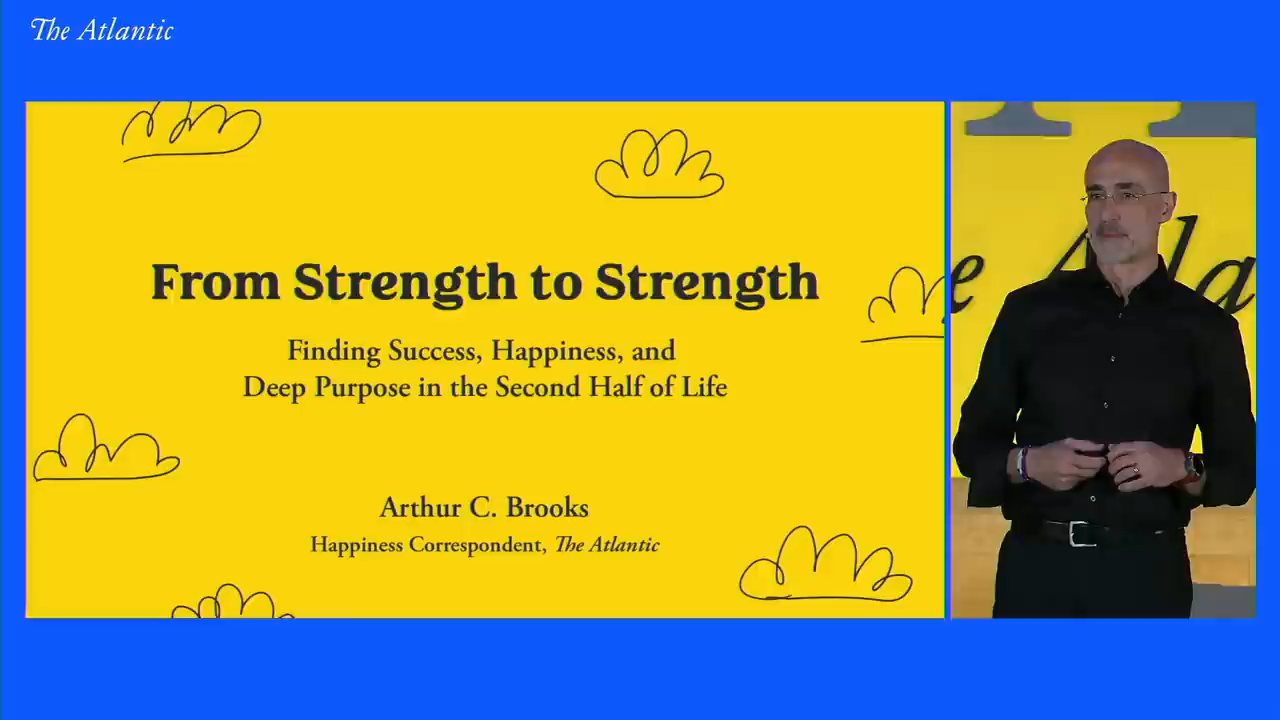 The Atlantic
From Strength to Strength
Finding Success, Happiness, and
Deep Purpose in the Second Half of Life
Arthur C. Brooks
Happiness Correspondent, The Atlantic